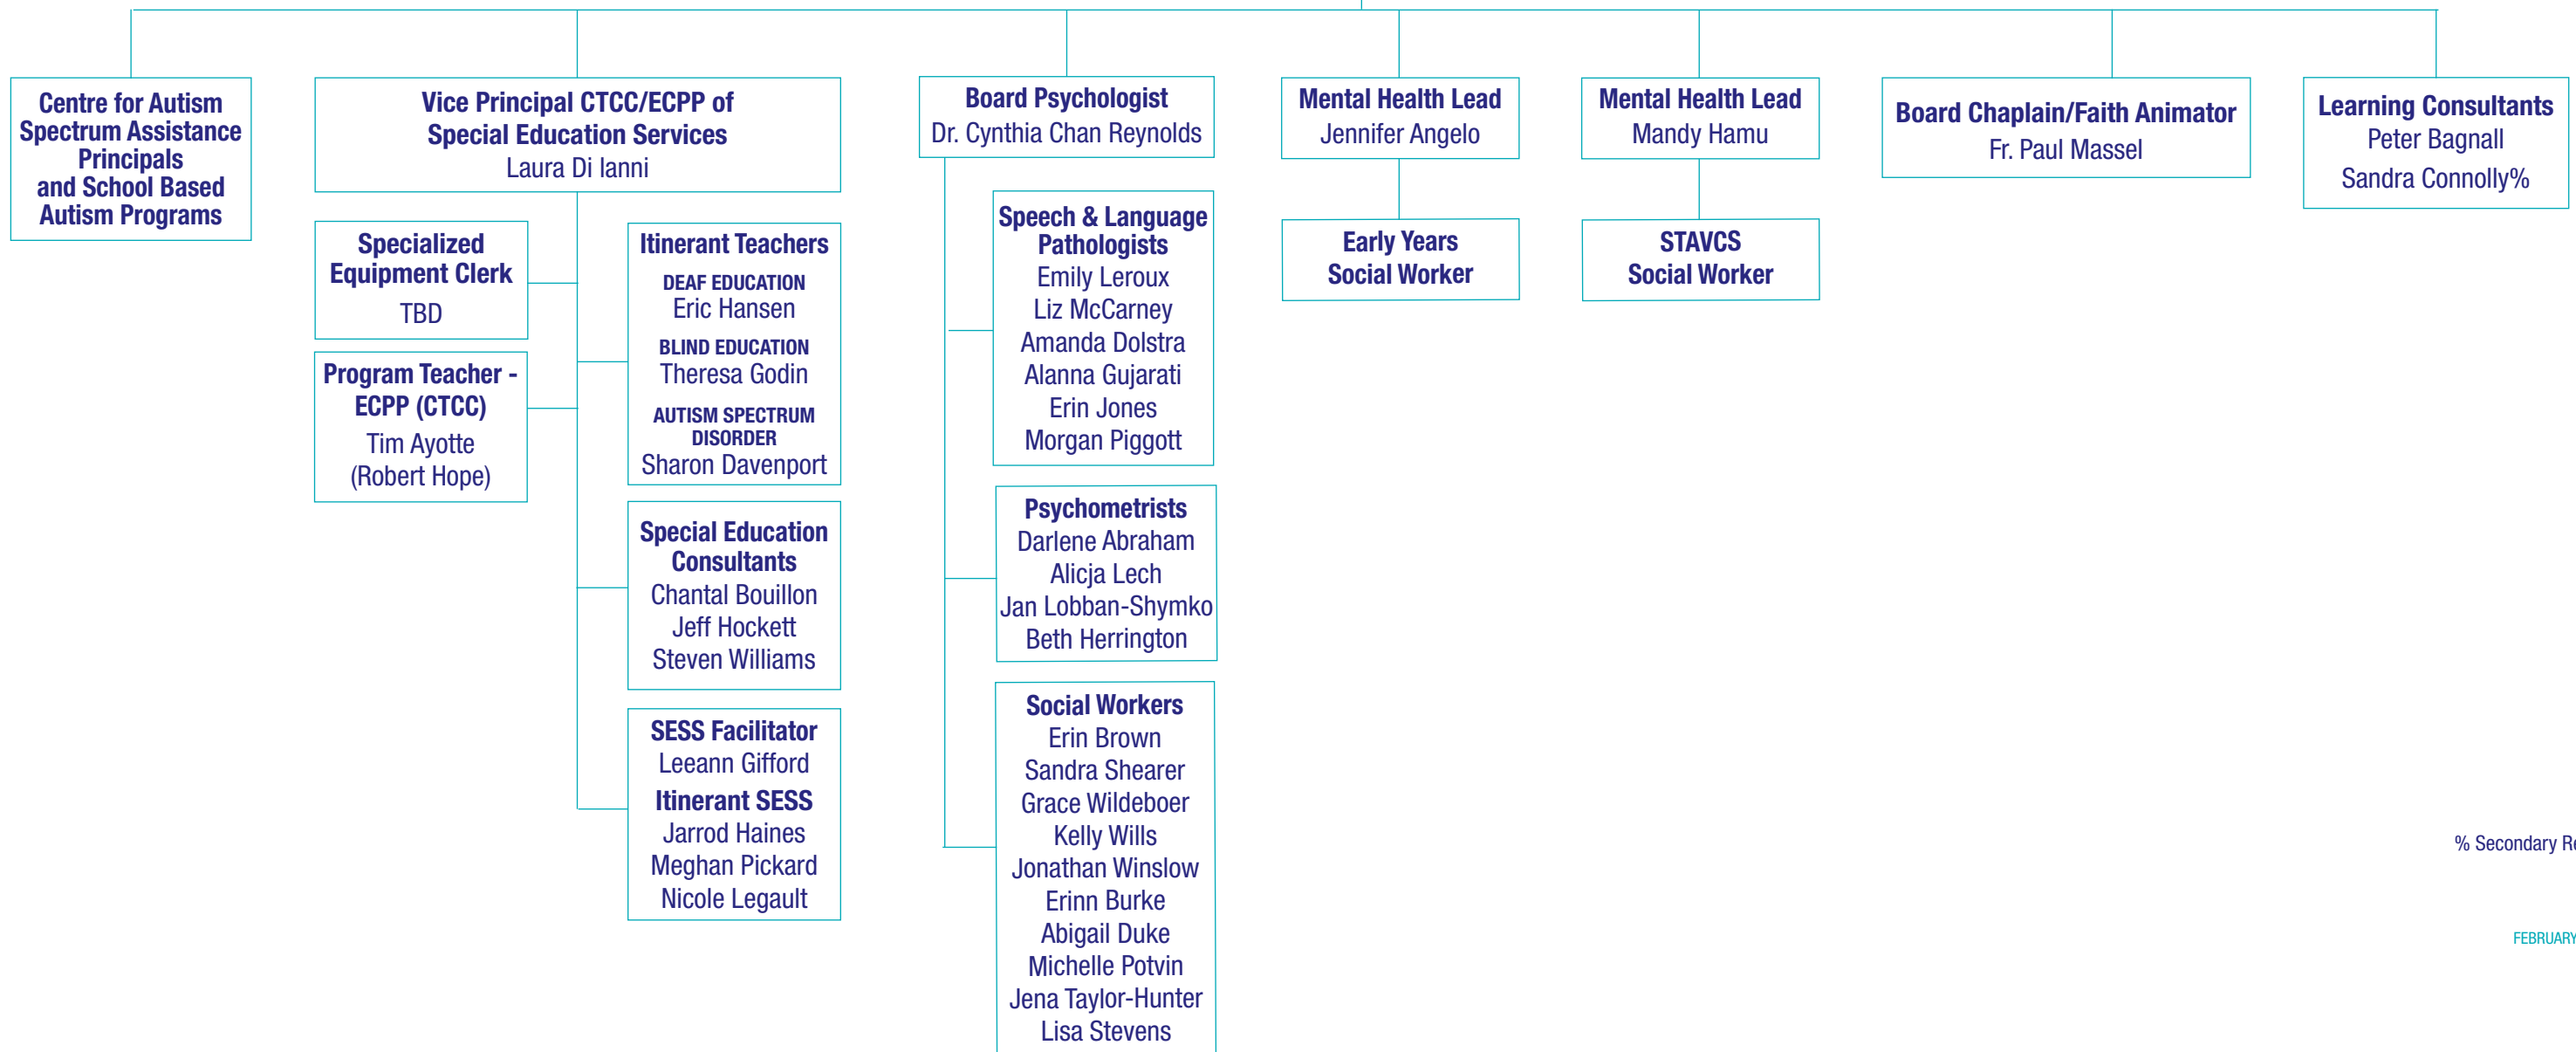 Centre for Autism
Spectrum Assistance
Principals
and School Based
Autism Programs
Vice Principal CTCC/ECPP of
Special Education Services
Laura Di Ianni
Specialized
Equipment Clerk
TBD
Program Teacher -
ECPP (CTCC)
Tim Ayotte
(Robert Hope)
Itinerant Teachers
DEAF EDUCATION
Eric Hansen
BLIND EDUCATION
Theresa Godin
AUTISM SPECTRUM
DISORDER
Sharon Davenport
Special Education
Consultants
Chantal Bouillon
Jeff Hockett
Steven Williams
SESS Facilitator
Leeann Gifford
Itinerant SESS
Jarrod Haines
Meghan Pickard
Nicole Legault
Board Psychologist
Dr. Cynthia Chan Reynolds
Speech & Language
Pathologists
Emily Leroux
Liz McCarney
Amanda Dolstra
Alanna Gujarati
Erin Jones
Morgan Piggott
Psychometrists
Darlene Abraham
Alicja Lech
Jan Lobban-Shymko
Beth Herrington
Social Workers
Erin Brown
Sandra Shearer
Grace Wildeboer
Kelly Wills
Jonathan Winslow
Erinn Burke
Abigail Duke
Michelle Potvin
Jena Taylor-Hunter
Lisa Stevens
Mental Health Lead
Jennifer Angelo
Early Years
Social Worker
Mental Health Lead
Mandy Hamu
STAVCS
Social Worker
Board Chaplain/Faith Animator
Fr. Paul Massel
Learning Consultants
Peter Bagnall
Sandra Connolly%
% Secondary
FEBRUARY